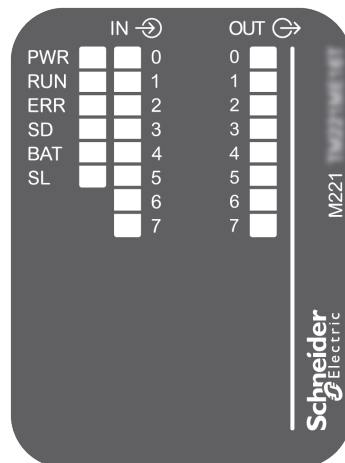 IN OUT
PWR 0 0
RUN 1 1
ERR 2 2
SD 3 3
BAT 4 4
SL 5 5
6 6
7 7
M221
Schneider
Electric